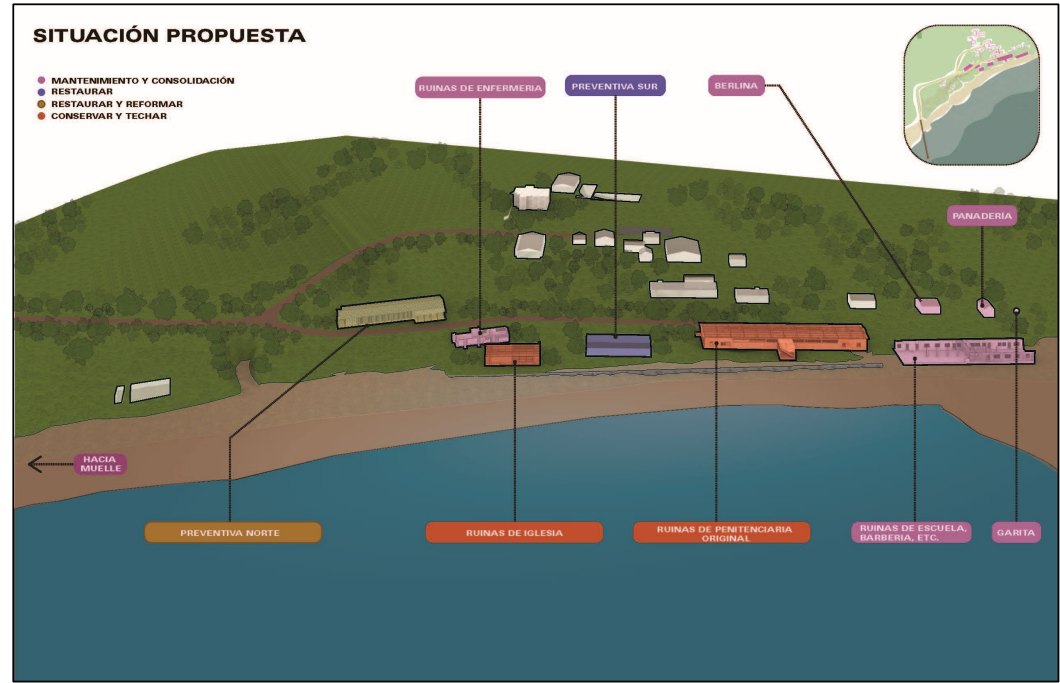 SITUACIÓN PROPUESTA
MANTENIMIENTO Y CONSOLIDACIÓN
RESTAURAR
RESTAURAR Y REFORMAR
CONSERVAR Y TECHAR
RUINAS DE ENFERMERIA
PREVENTIVA SUR
BERLINA
PANADERÍA
HACIA
MUELLE
PREVENTIVA NORTE
RUINAS DE IGLESIA
RUINAS DE PENITENCIARIA
ORIGINAL
RUINAS DE ESCUELA,
BARBERIA, ETC.
GARITA